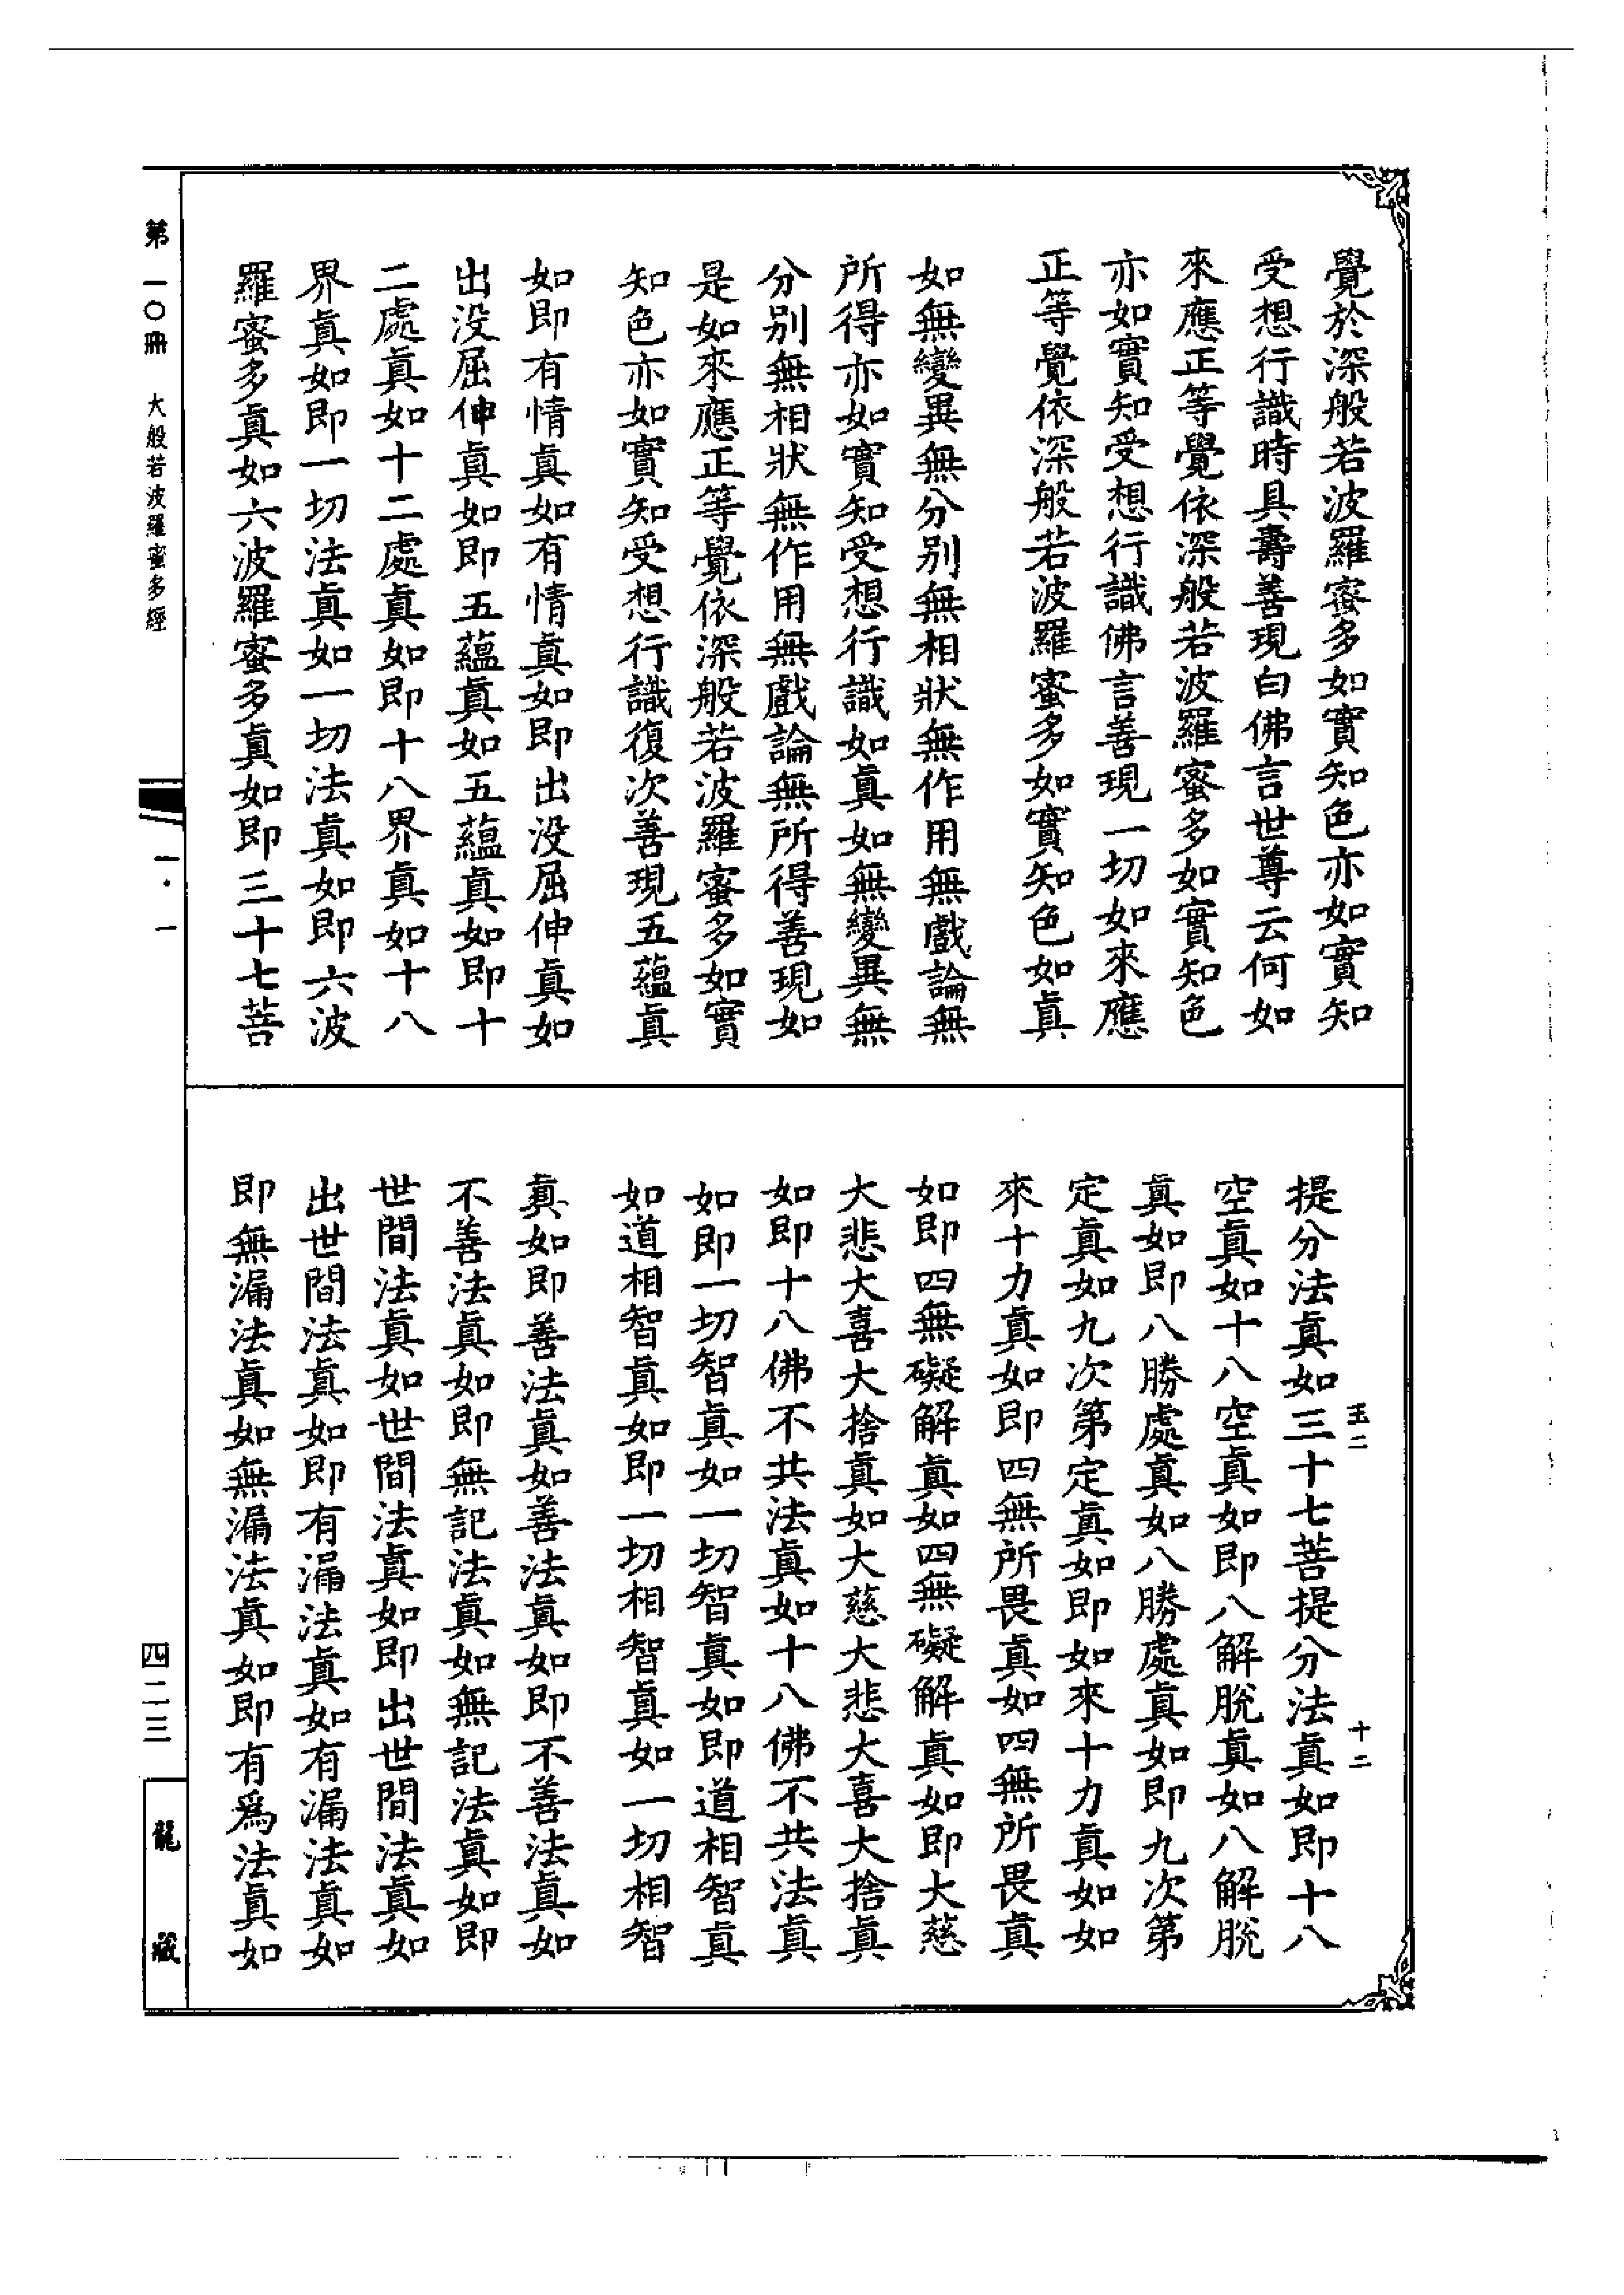 覺於深般若波羅蜜多如實知色亦如實知
受想行識時具壽善現白佛言世尊云何如
來應正等覺依深般若波羅蜜多如實知色
亦如實知受想行識佛言善現一切如來應
正等覺依深般若波羅蜜多如實知色如真
如無變異無分別無相狀無作用無戲論無
所得亦如實知受想行識如真如無變異無
分別無相狀無作用無戲論無所得善現如
是如來應正等覺依深般若波羅蜜多如實
知色亦如實知受想行識復次善現五蘊真
如即有情真如有情真如即出没屈伸真如
出没屈伸真如即五蘊真如五蘊真如即十
二處真如十二處真如即十八界真如十八
界真如即一切法真如一切法真如即六波
羅蜜多真如六波羅蜜多真如即三十七菩
提分法真如三十七菩提分法真如即十八
空真如十八空真如即八解脫真如八解脫
真如即八勝處真如八勝處真如即九次第
定真如九次第定真如即如來十力真如如
來十力真如即四無所畏真如四無所畏真
如即四無礙解真如四無礙解真如即大慈
大悲大喜大捨真如大慈大悲大喜大捨真
如即十八佛不共法真如十八佛不共法真
如即一切智真如一切智真如即道相智真
如道相智真如即一切相智真如一切相智
真如即善法真如善法真如即不善法真如
不善法真如即無記法真如無記法真如即
世間法真如世間法真如即出世間法真如
出世間法真如即有漏法真如有漏法真如
即無漏法真如無漏法真如即有爲法真如
玉二
十二
第一〇冊 大般若波羅蜜多經
一·一
四二三
龍藏